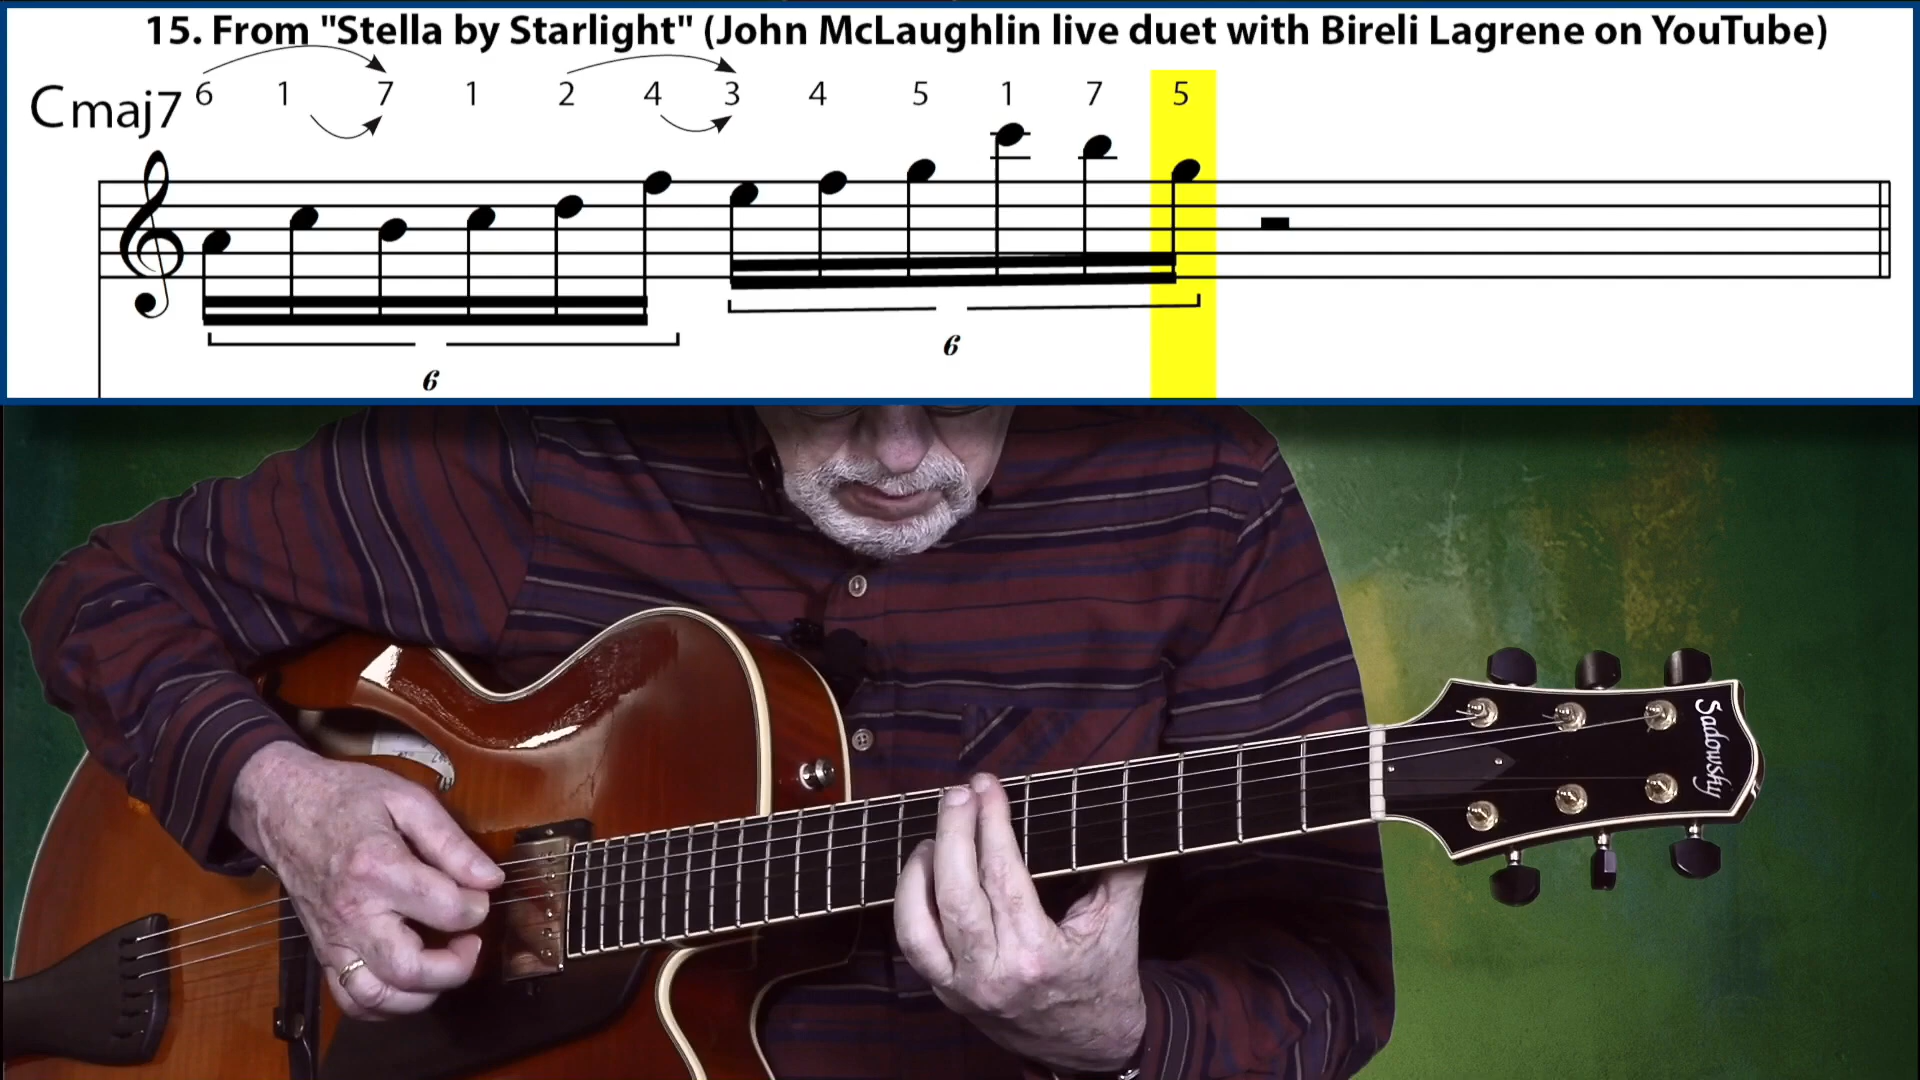 15. From "Stella by Starlight" (John McLaughlin live duet with Bireli Lagrene on YouTube)
Cmaj7 6 1 7 1 2 4 3 4 5 1 7 5
6 6
Sadowsky